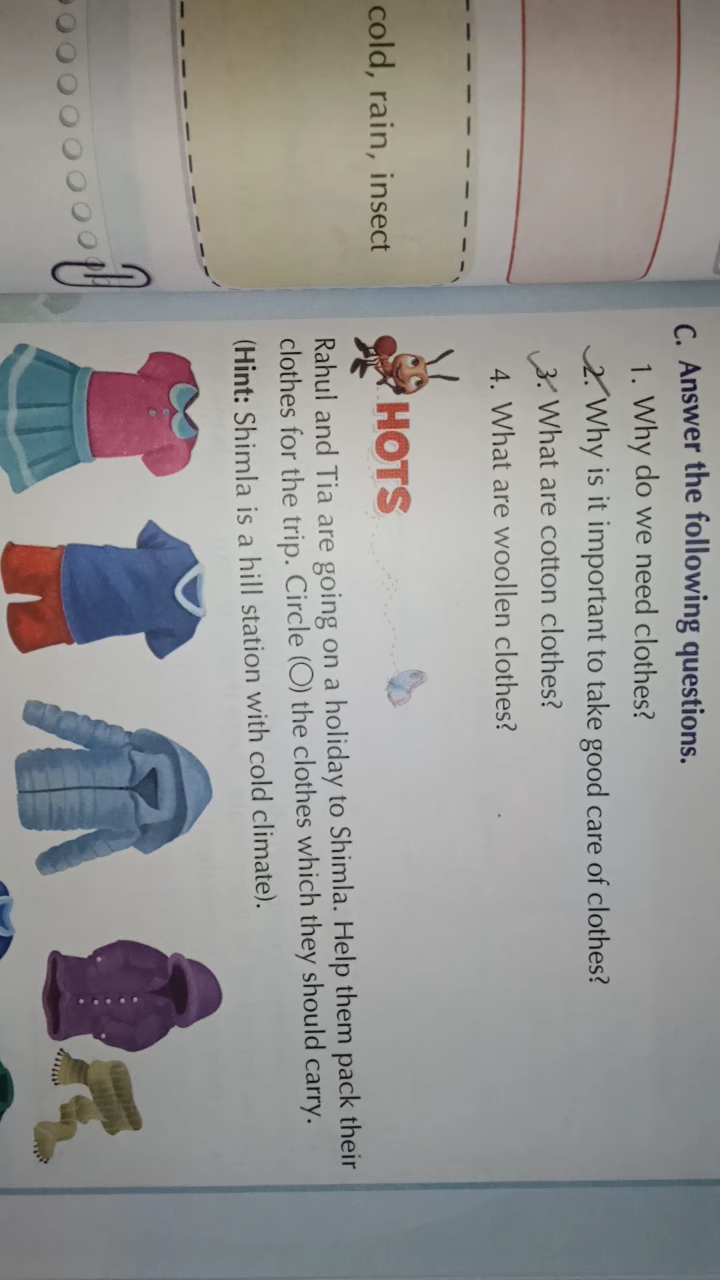 cold, rain, insect
C. Answer the following questions.
1. Why do we need clothes?
2. Why is it important to take good care of clothes?
3. What are cotton clothes?
4. What are woollen clothes?
HOTS
Rahul and Tia are going on a holiday to Shimla. Help them pack their
clothes for the trip. Circle (O) the clothes which they should carry.
(Hint: Shimla is a hill station with cold climate).